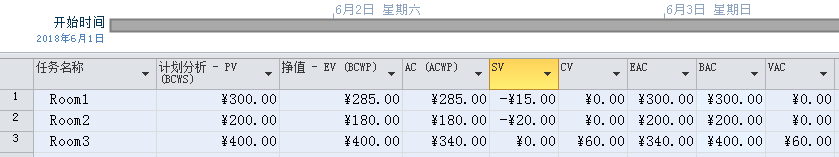 6月2日 星期六
6月3日 星期日
开始时间
2018年6月1日
任务名称 计划分析 - PV (BCWS) 挣值 - EV (BCWP) AC (ACWP) SV CV EAC BAC VAC
1 Room1 ¥300.00 ¥285.00 ¥285.00 -¥15.00 ¥0.00 ¥300.00 ¥300.00 ¥0.00
2 Room2 ¥200.00 ¥180.00 ¥180.00 -¥20.00 ¥0.00 ¥200.00 ¥200.00 ¥0.00
3 Room3 ¥400.00 ¥400.00 ¥340.00 ¥0.00 ¥60.00 ¥340.00 ¥400.00 ¥60.00